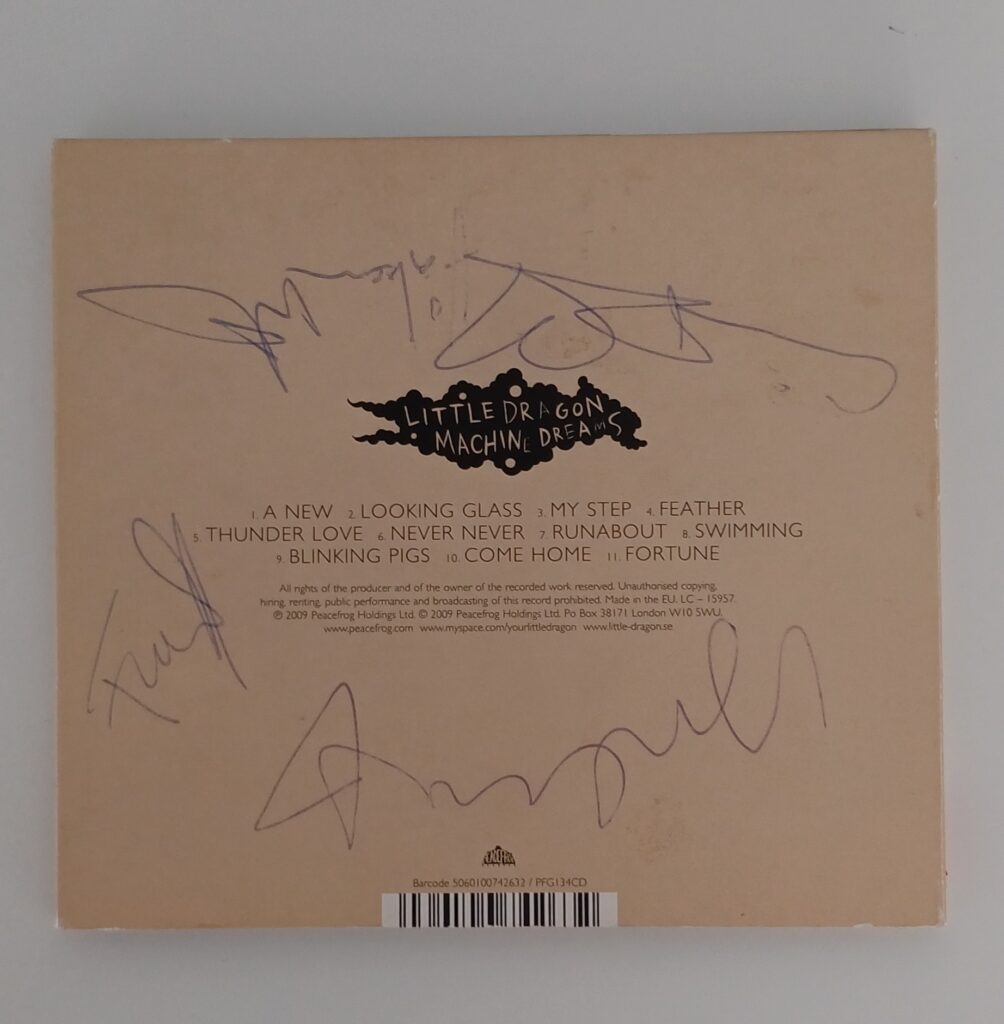 LITTLE DRAGON
MACHINE DREAMS
1. A NEW 2. LOOKING GLASS 3. MY STEP 4. FEATHER
5. THUNDER LOVE 6. NEVER NEVER 7. RUNABOUT 8. SWIMMING
9. BLINKING PIGS 10. COME HOME 11. FORTUNE
All rights of the producer and of the owner of the recorded work reserved. Unauthorised copying,
hiring, renting, public performance and broadcasting of this record prohibited. Made in the EU. LC – 15957.
℗ 2009 Peacefrog Holdings Ltd. © 2009 Peacefrog Holdings Ltd. Po Box 38171 London W10 5WU.
www.peacefrog.com www.myspace.com/yourlittledragon www.little-dragon.se
PEACEFROG
Barcode 5060100742632 / PFG134CD